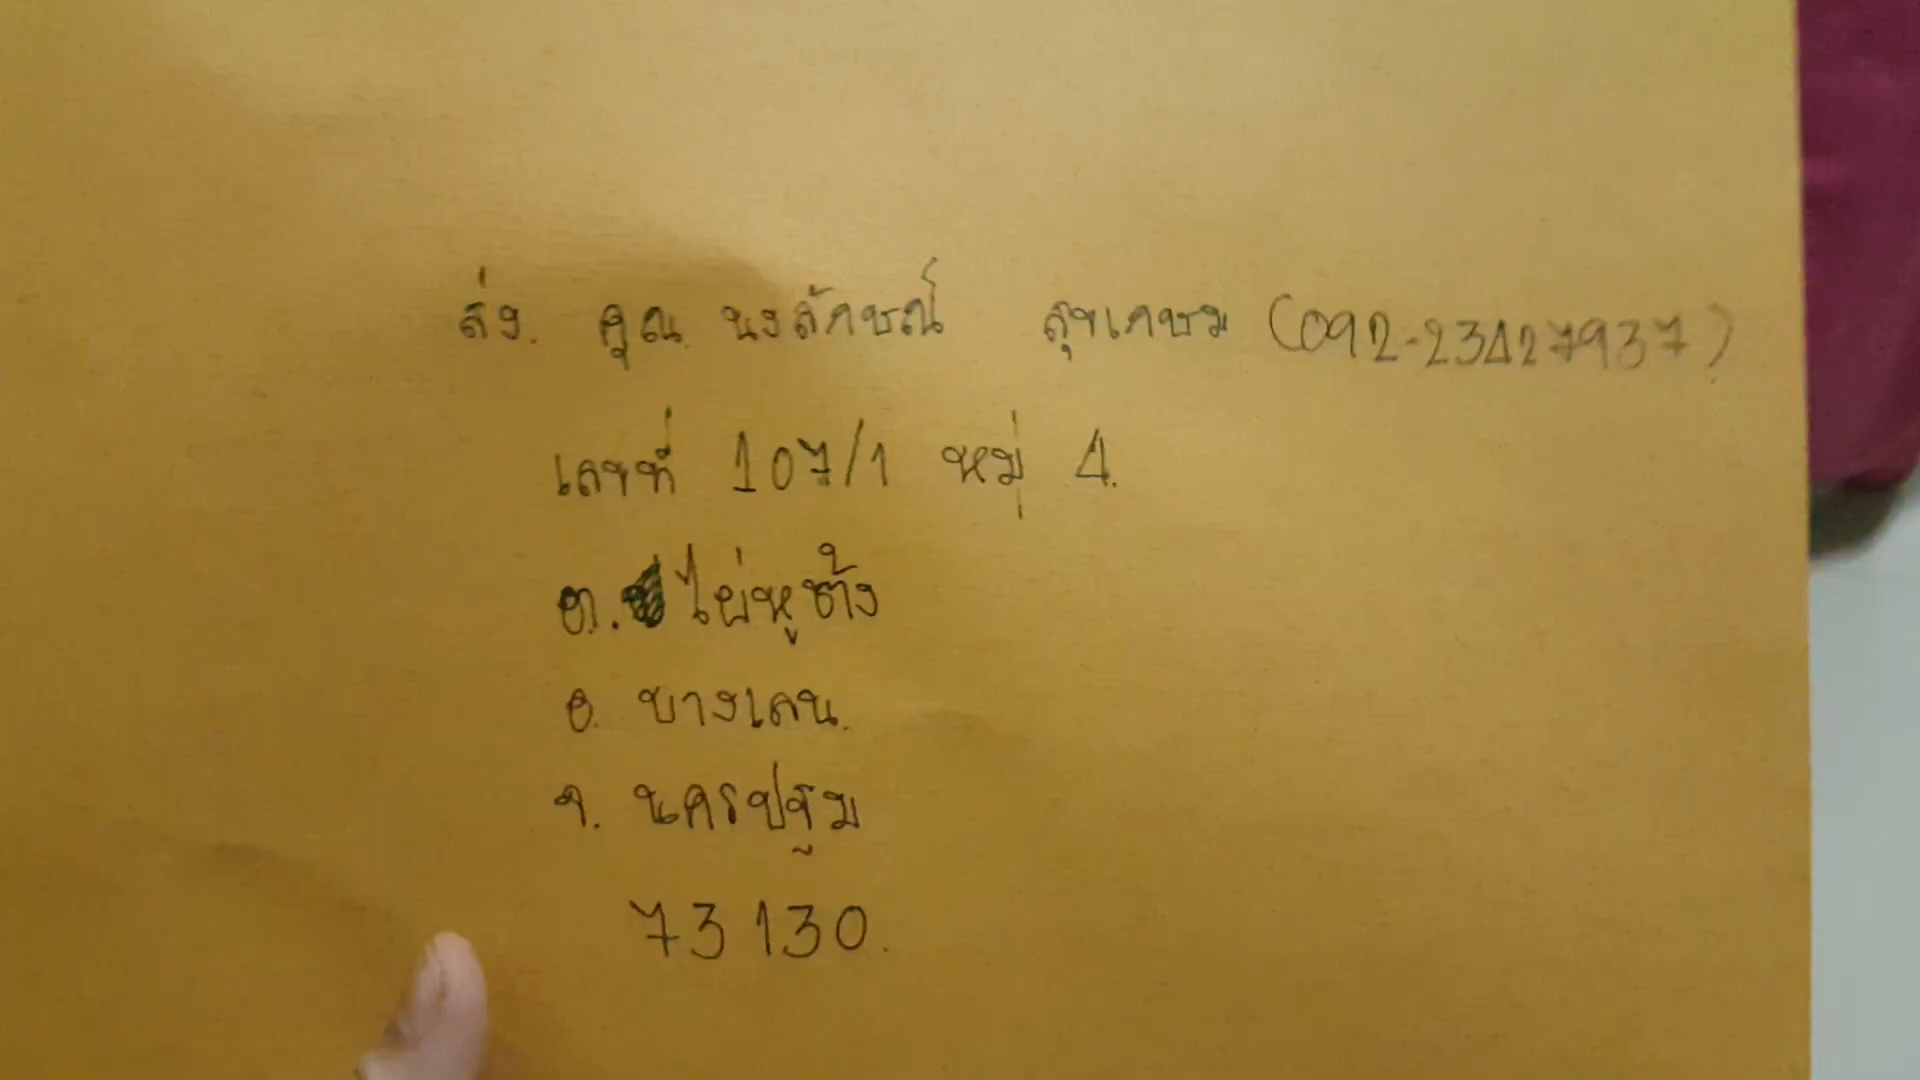 ส่ง. คุณ นงลักษณ์ สุขเกษม (092-23427937)
เลขที่ 107/1 หมู่ 4.
ต. ไผ่หูช้าง
อ. บางเลน.
จ. นครปฐม
73130.